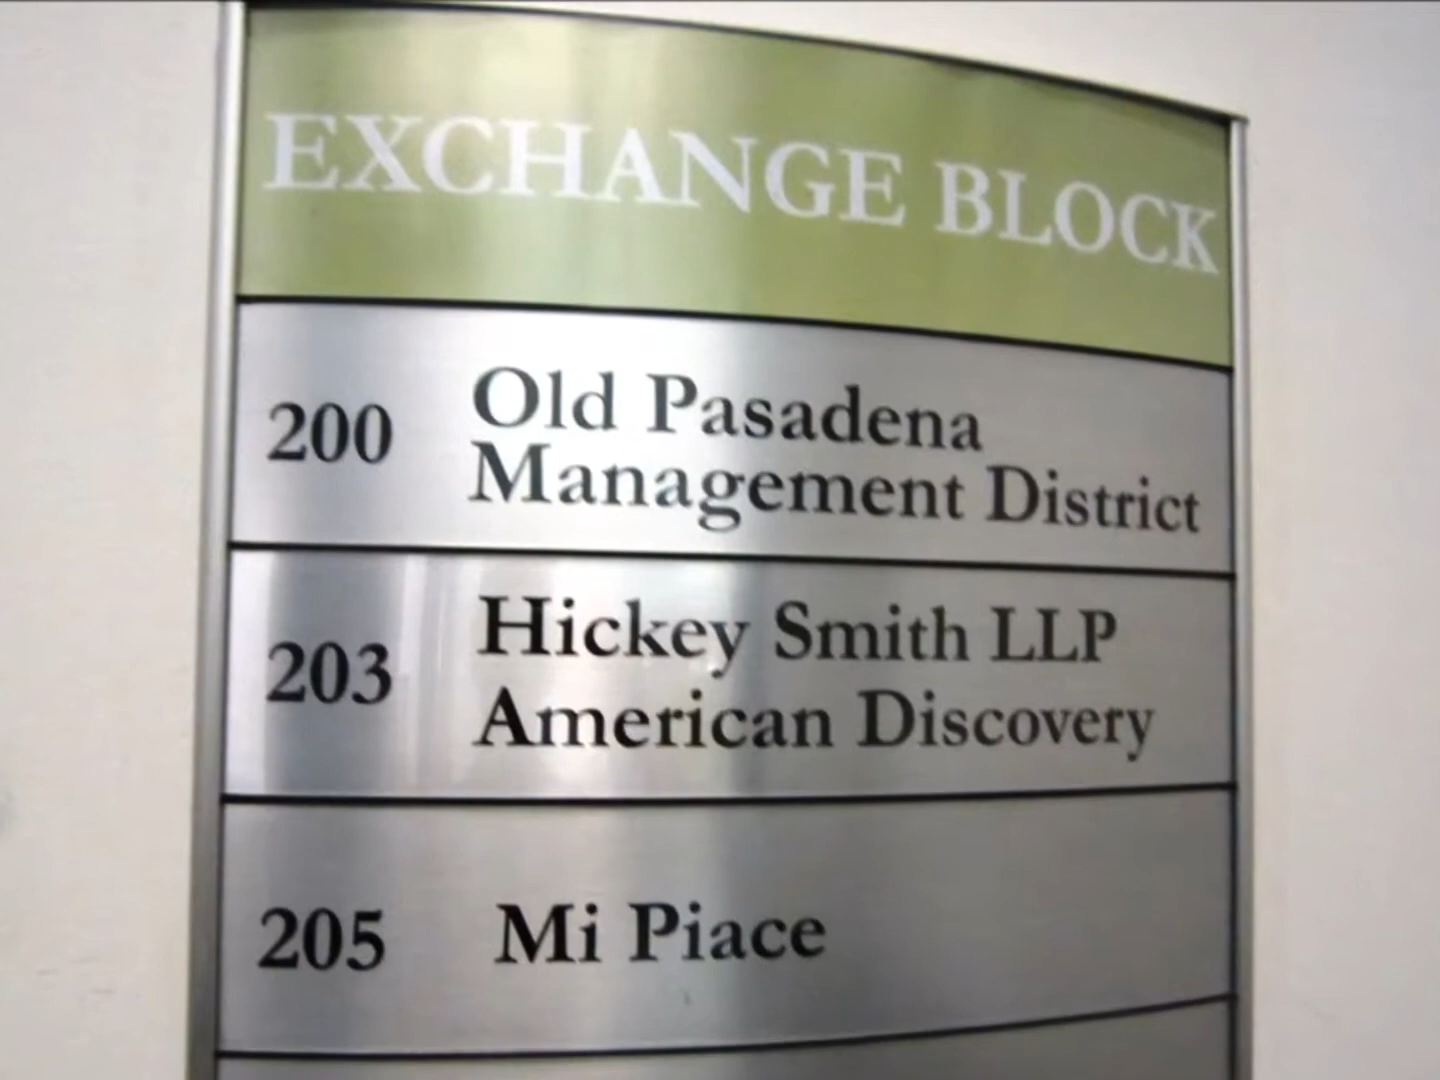 EXCHANGE BLOCK
200 Old Pasadena
Management District
203 Hickey Smith LLP
American Discovery
205 Mi Piace